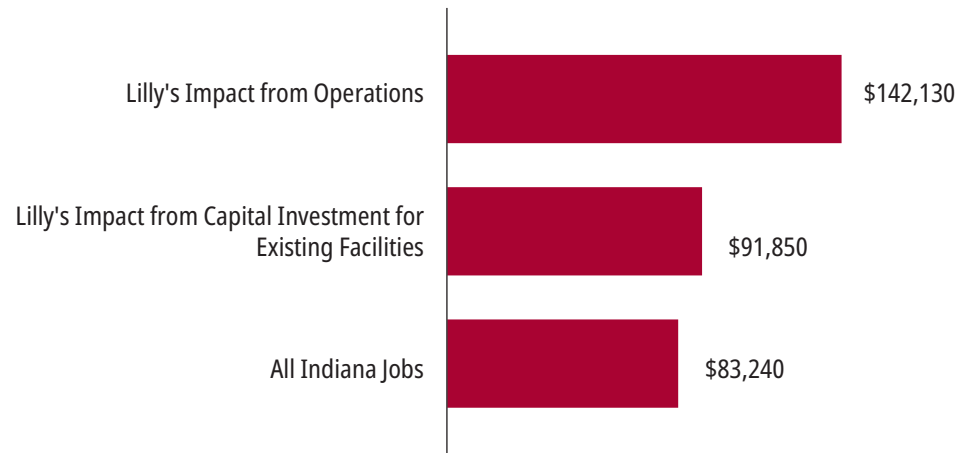 Lilly's Impact from Operations
$142,130
Lilly's Impact from Capital Investment for
Existing Facilities
$91,850
All Indiana Jobs
$83,240